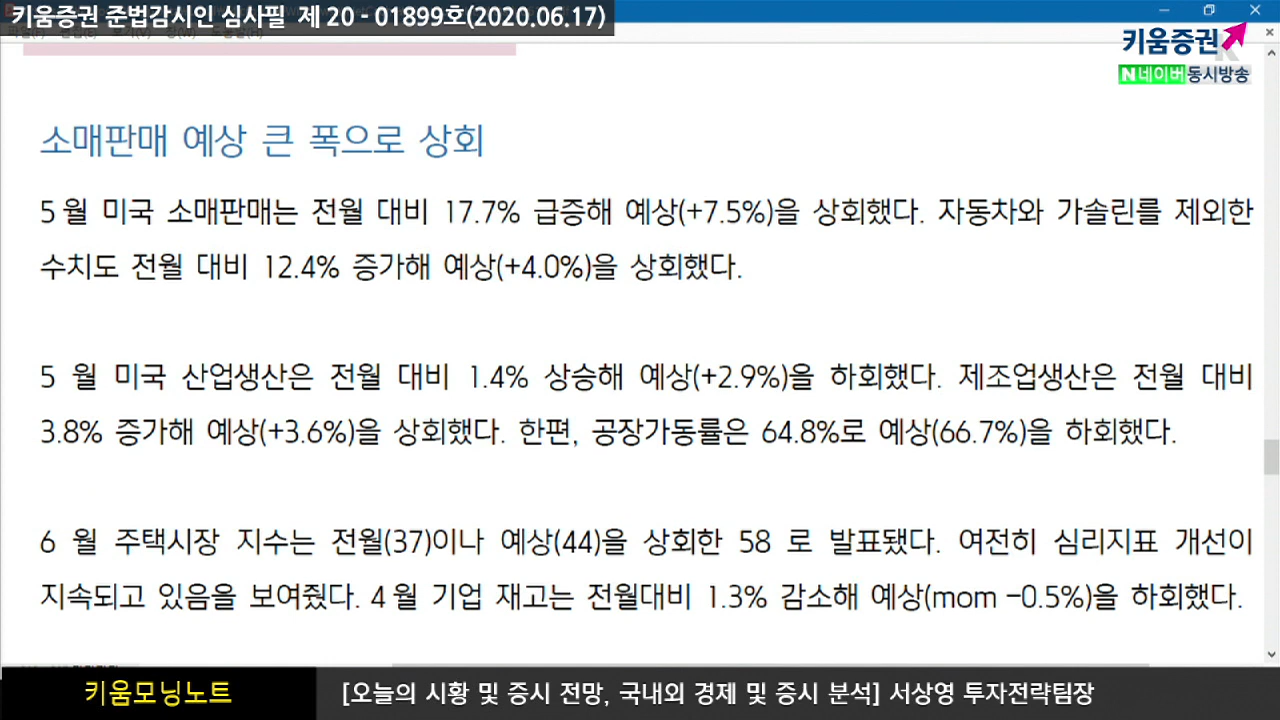 키움증권 준법감시인 심사필 제 20 - 01899호(2020.06.17)
키움증권
N 네이버 동시방송
소매판매 예상 큰 폭으로 상회
5월 미국 소매판매는 전월 대비 17.7% 급증해 예상(+7.5%)을 상회했다. 자동차와 가솔린를 제외한
수치도 전월 대비 12.4% 증가해 예상(+4.0%)을 상회했다.
5 월 미국 산업생산은 전월 대비 1.4% 상승해 예상(+2.9%)을 하회했다. 제조업생산은 전월 대비
3.8% 증가해 예상(+3.6%)을 상회했다. 한편, 공장가동률은 64.8%로 예상(66.7%)을 하회했다.
6 월 주택시장 지수는 전월(37)이나 예상(44)을 상회한 58 로 발표됐다. 여전히 심리지표 개선이
지속되고 있음을 보여줬다. 4월 기업 재고는 전월대비 1.3% 감소해 예상(mom -0.5%)을 하회했다.
키움모닝노트
[오늘의 시황 및 증시 전망, 국내외 경제 및 증시 분석] 서상영 투자전략팀장